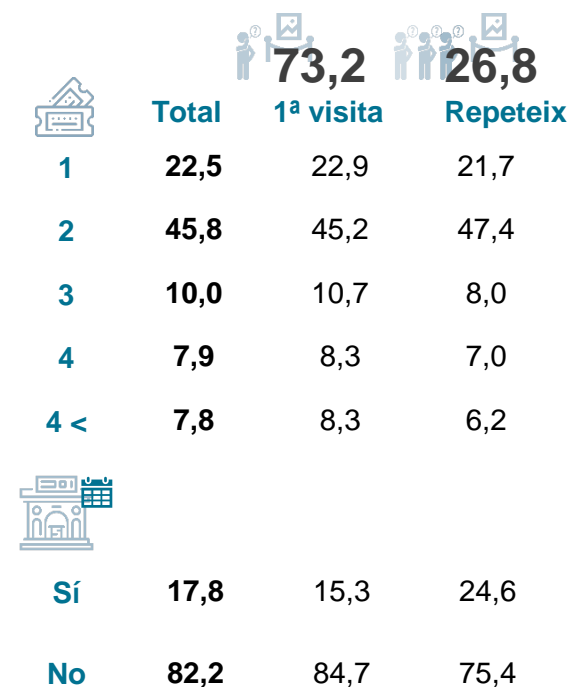 73,2 26,8
Total 1ª visita Repeteix
1 22,5 22,9 21,7
2 45,8 45,2 47,4
3 10,0 10,7 8,0
4 7,9 8,3 7,0
4 < 7,8 8,3 6,2
Sí 17,8 15,3 24,6
No 82,2 84,7 75,4